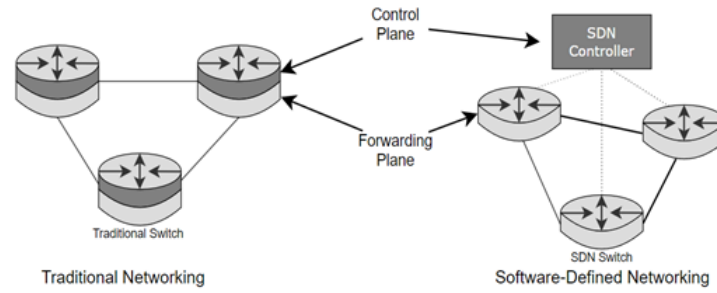 Control
Plane
SDN
Controller
Forwarding
Plane
Traditional Switch
SDN Switch
Traditional Networking
Software-Defined Networking